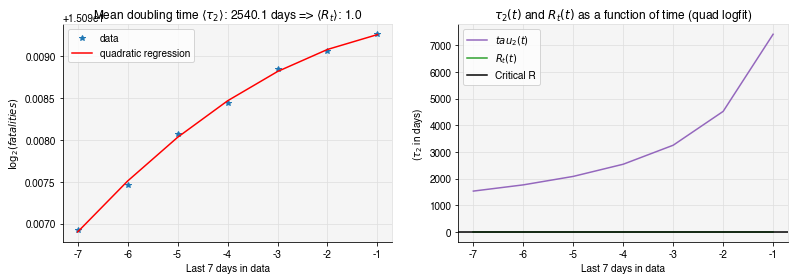 Mean doubling time ⟨τ₂⟩: 2540.1 days => ⟨Rₜ⟩: 1.0
0.0090
0.0085
0.0080
0.0075
0.0070
log₂(fatalities)
data
quadratic regression
-7 -6 -5 -4 -3 -2 -1
Last 7 days in data
τ₂(t) and Rₜ(t) as a function of time (quad logfit)
7000
6000
5000
4000
3000
2000
1000
0
(τ₂ in days)
tau₂(t)
Rₜ(t)
Critical R
-7 -6 -5 -4 -3 -2 -1
Last 7 days in data